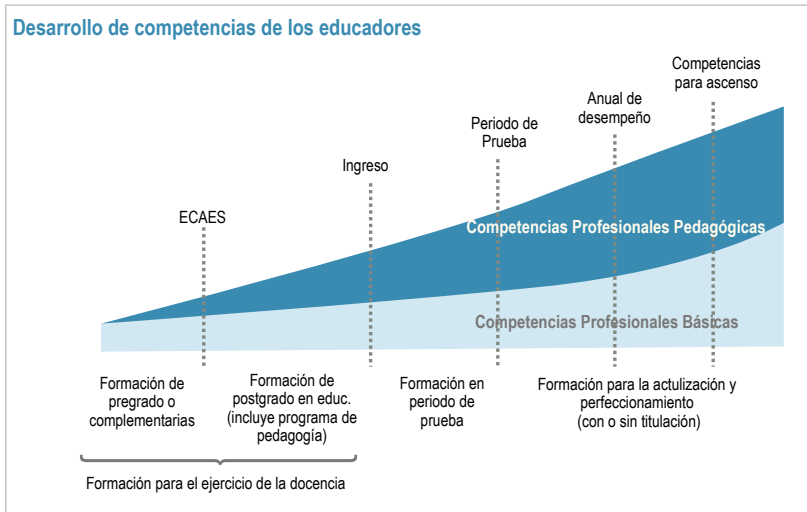 Desarrollo de competencias de los educadores
Competencias
para ascenso
Anual de
desempeño
Periodo de
Prueba
Ingreso
ECAES
Competencias Profesionales Pedagógicas
Competencias Profesionales Básicas
Formación de
pregrado o
complementarias
Formación de
postgrado en educ.
(incluye programa de
pedagogía)
Formación en
periodo de
prueba
Formación para la actulización y
perfeccionamiento
(con o sin titulación)
Formación para el ejercicio de la docencia